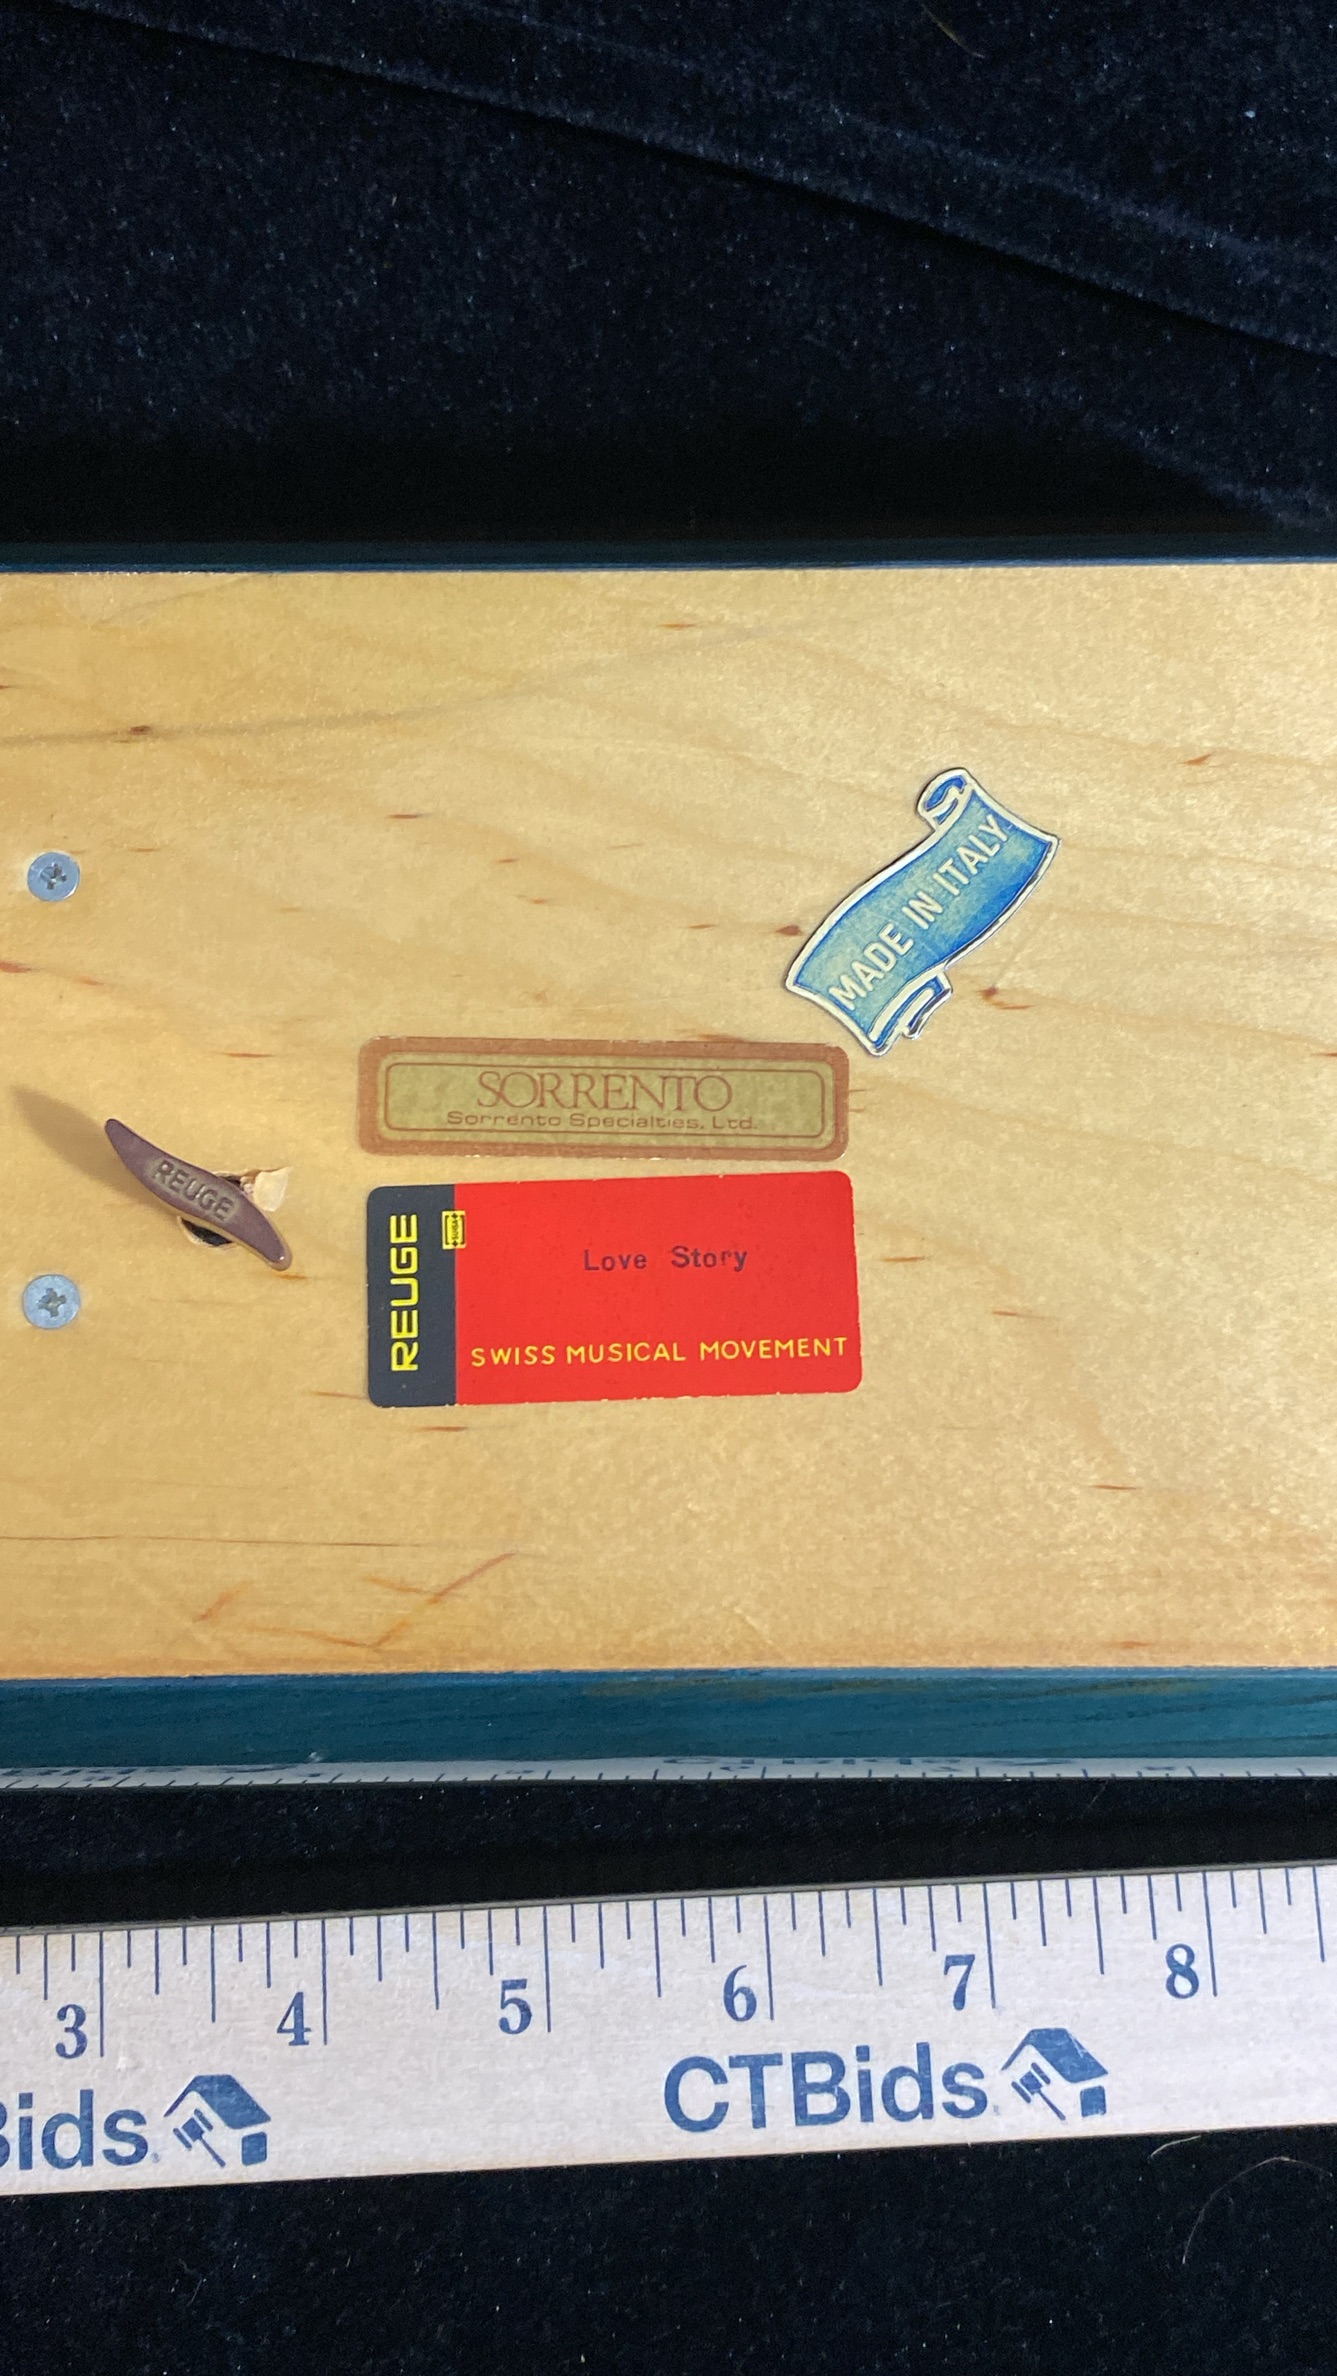 MADE IN ITALY
SORRENTO
Sorrento Specialties, Ltd.
REUGE
REUGE
Love Story
SWISS MUSICAL MOVEMENT
3 4 5 6 7 8
Bids
CTBids